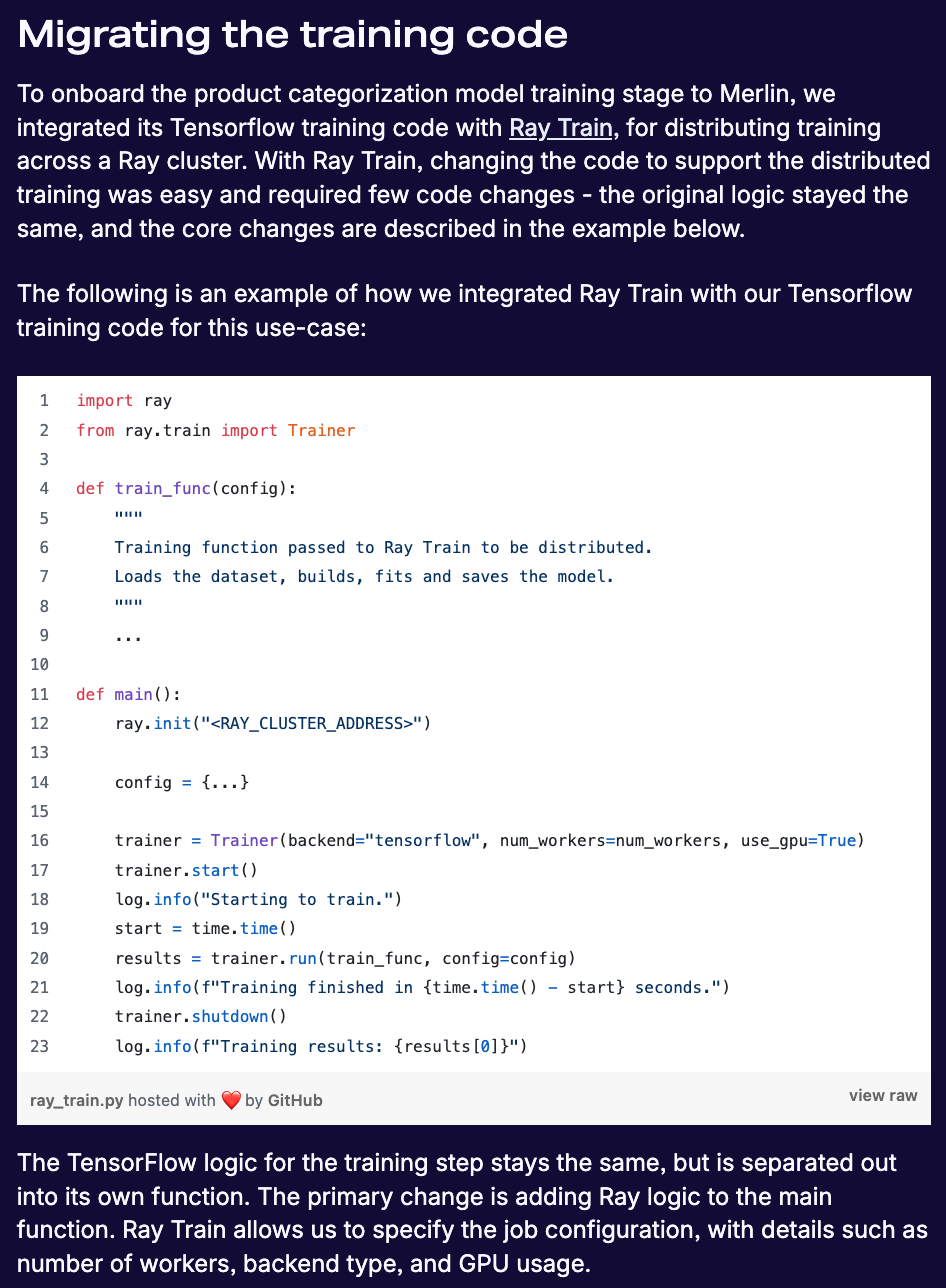 Migrating the training code
To onboard the product categorization model training stage to Merlin, we
integrated its Tensorflow training code with Ray Train, for distributing training
across a Ray cluster. With Ray Train, changing the code to support the distributed
training was easy and required few code changes - the original logic stayed the
same, and the core changes are described in the example below.
The following is an example of how we integrated Ray Train with our Tensorflow
training code for this use-case:
1 import ray
2 from ray.train import Trainer
3
4 def train_func(config):
5     """
6     Training function passed to Ray Train to be distributed.
7     Loads the dataset, builds, fits and saves the model.
8     """
9     ...
10
11 def main():
12     ray.init("<RAY_CLUSTER_ADDRESS>")
13
14     config = {...}
15
16     trainer = Trainer(backend="tensorflow", num_workers=num_workers, use_gpu=True)
17     trainer.start()
18     log.info("Starting to train.")
19     start = time.time()
20     results = trainer.run(train_func, config=config)
21     log.info(f"Training finished in {time.time() - start} seconds.")
22     trainer.shutdown()
23     log.info(f"Training results: {results[0]}")
ray_train.py hosted with ❤️ by GitHub view raw
The TensorFlow logic for the training step stays the same, but is separated out
into its own function. The primary change is adding Ray logic to the main
function. Ray Train allows us to specify the job configuration, with details such as
number of workers, backend type, and GPU usage.